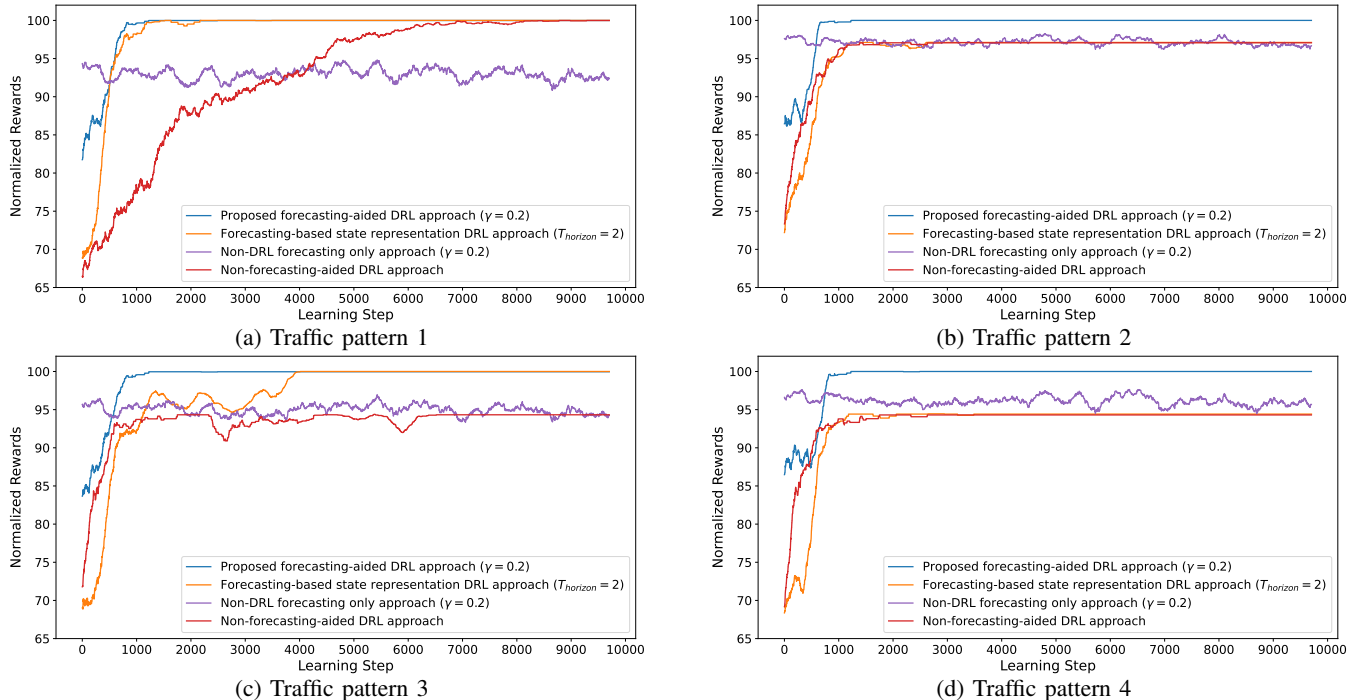 100
95
90
85
80
75
70
65
Normalized Rewards
Proposed forecasting-aided DRL approach (γ = 0.2)
Forecasting-based state representation DRL approach (T_horizon = 2)
Non-DRL forecasting only approach (γ = 0.2)
Non-forecasting-aided DRL approach
0 1000 2000 3000 4000 5000 6000 7000 8000 9000 10000
Learning Step
(a) Traffic pattern 1
100
95
90
85
80
75
70
65
Normalized Rewards
Proposed forecasting-aided DRL approach (γ = 0.2)
Forecasting-based state representation DRL approach (T_horizon = 2)
Non-DRL forecasting only approach (γ = 0.2)
Non-forecasting-aided DRL approach
0 1000 2000 3000 4000 5000 6000 7000 8000 9000 10000
Learning Step
(b) Traffic pattern 2
100
95
90
85
80
75
70
65
Normalized Rewards
Proposed forecasting-aided DRL approach (γ = 0.2)
Forecasting-based state representation DRL approach (T_horizon = 2)
Non-DRL forecasting only approach (γ = 0.2)
Non-forecasting-aided DRL approach
0 1000 2000 3000 4000 5000 6000 7000 8000 9000 10000
Learning Step
(c) Traffic pattern 3
100
95
90
85
80
75
70
65
Normalized Rewards
Proposed forecasting-aided DRL approach (γ = 0.2)
Forecasting-based state representation DRL approach (T_horizon = 2)
Non-DRL forecasting only approach (γ = 0.2)
Non-forecasting-aided DRL approach
0 1000 2000 3000 4000 5000 6000 7000 8000 9000 10000
Learning Step
(d) Traffic pattern 4